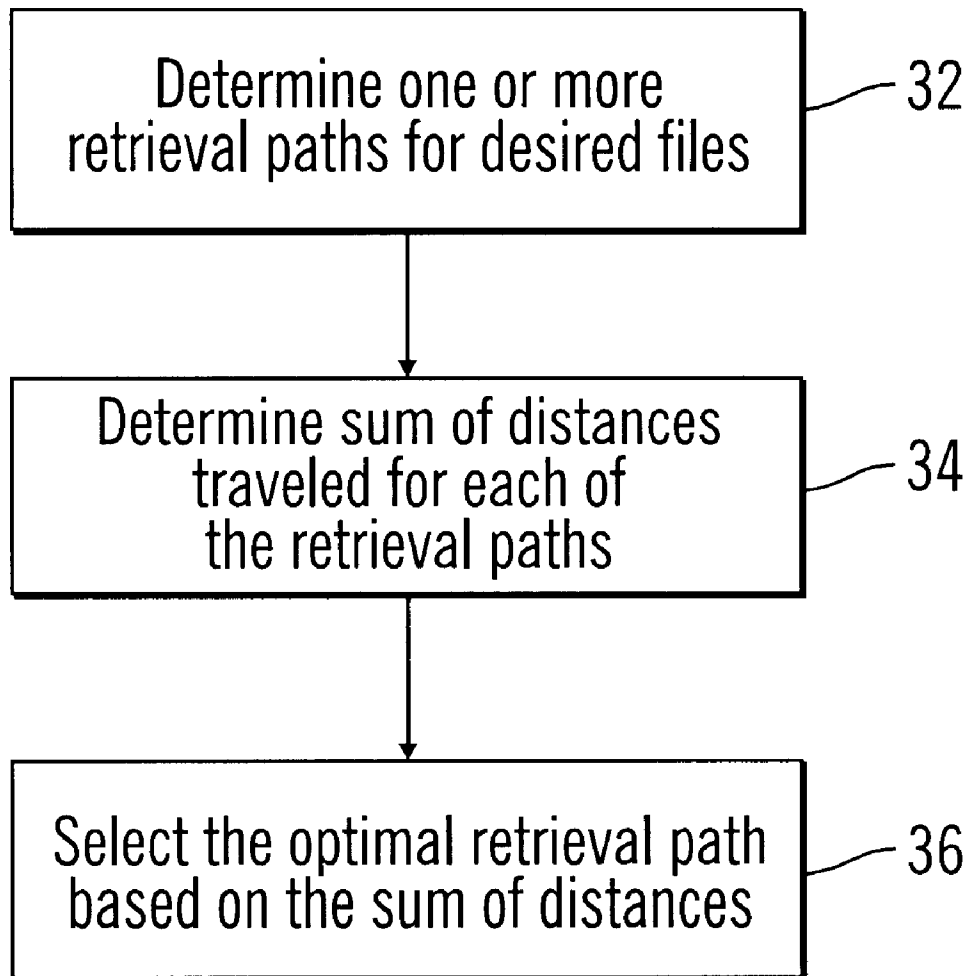 Determine one or more
retrieval paths for desired files
32
Determine sum of distances
traveled for each of
the retrieval paths
34
Select the optimal retrieval path
based on the sum of distances
36